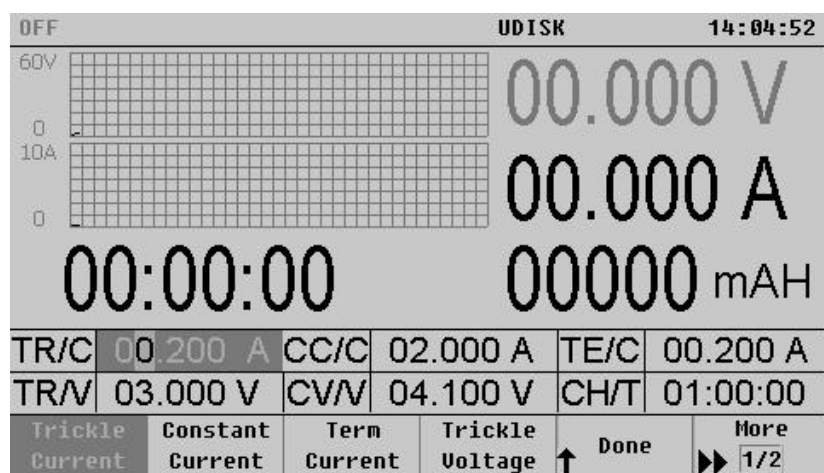 OFF UDISK 14:04:52
60V
00.000 V
0
10A
00.000 A
0
00:00:00 00000 mAH
TR/C 00.200 A CC/C 02.000 A TE/C 00.200 A
TR/V 03.000 V CV/V 04.100 V CH/T 01:00:00
Trickle Constant Term Trickle Done More
Current Current Current Voltage 1/2